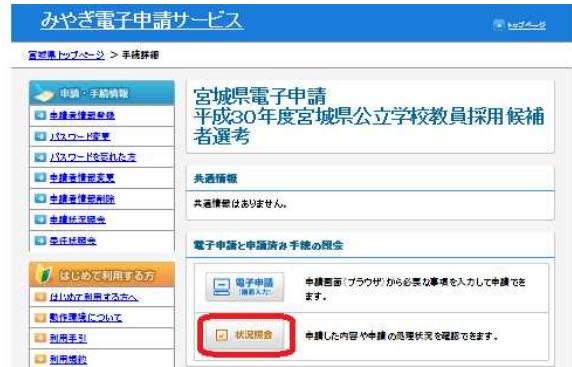 みやぎ電子申請サービス
トップページ
宮城県トップページ > 手続詳細
申請・手続情報
申請者情報登録
パスワード変更
パスワードを忘れた方
申請者情報変更
申請者情報削除
申請状況照会
委任状照会
はじめて利用する方
はじめて利用する方へ
動作環境について
利用手引
利用規約
宮城県電子申請
平成30年度宮城県公立学校教員採用候補
者選考
共通情報
共通情報はありません。
電子申請と申請済み手続の照会
電子申請
(画面入力)
申請画面(ブラウザ)から必要な事項を入力して申請でき
ます。
状況照会
申請した内容や申請の処理状況を確認できます。